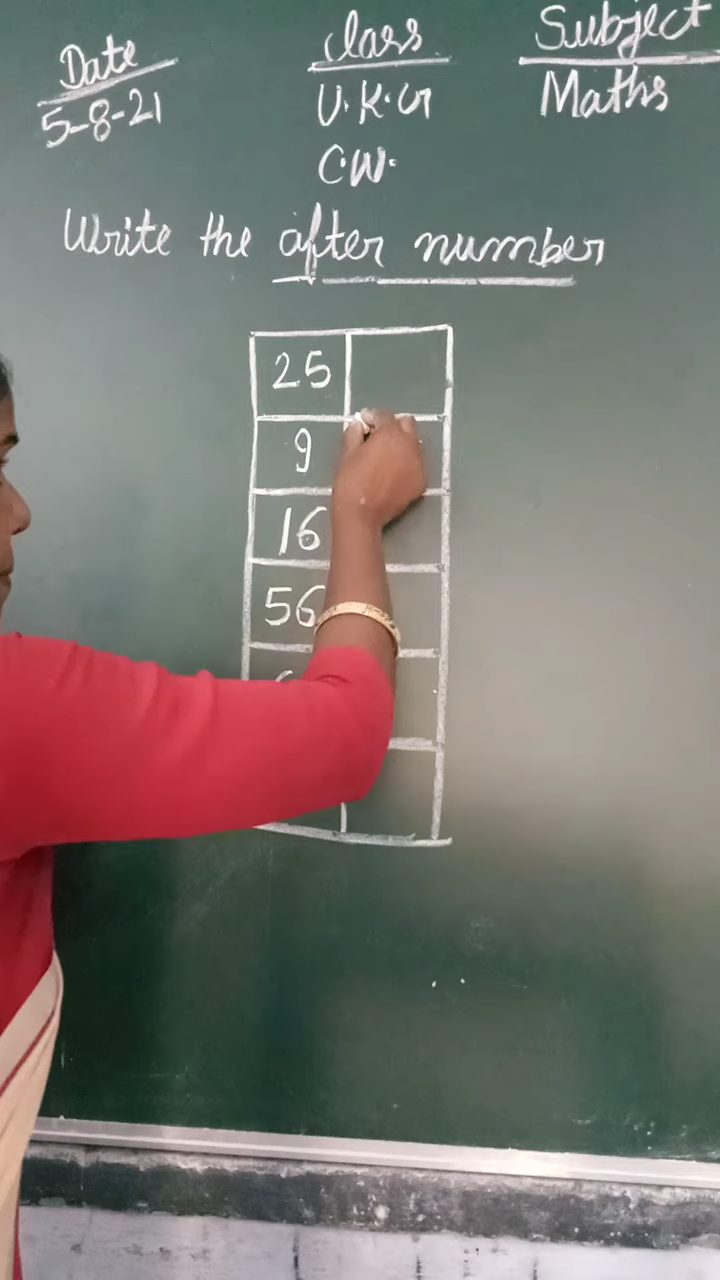 Date
5-8-21
Class
U.K.G
Subject
Maths
C.W.
Write the after number
25
9
16
56